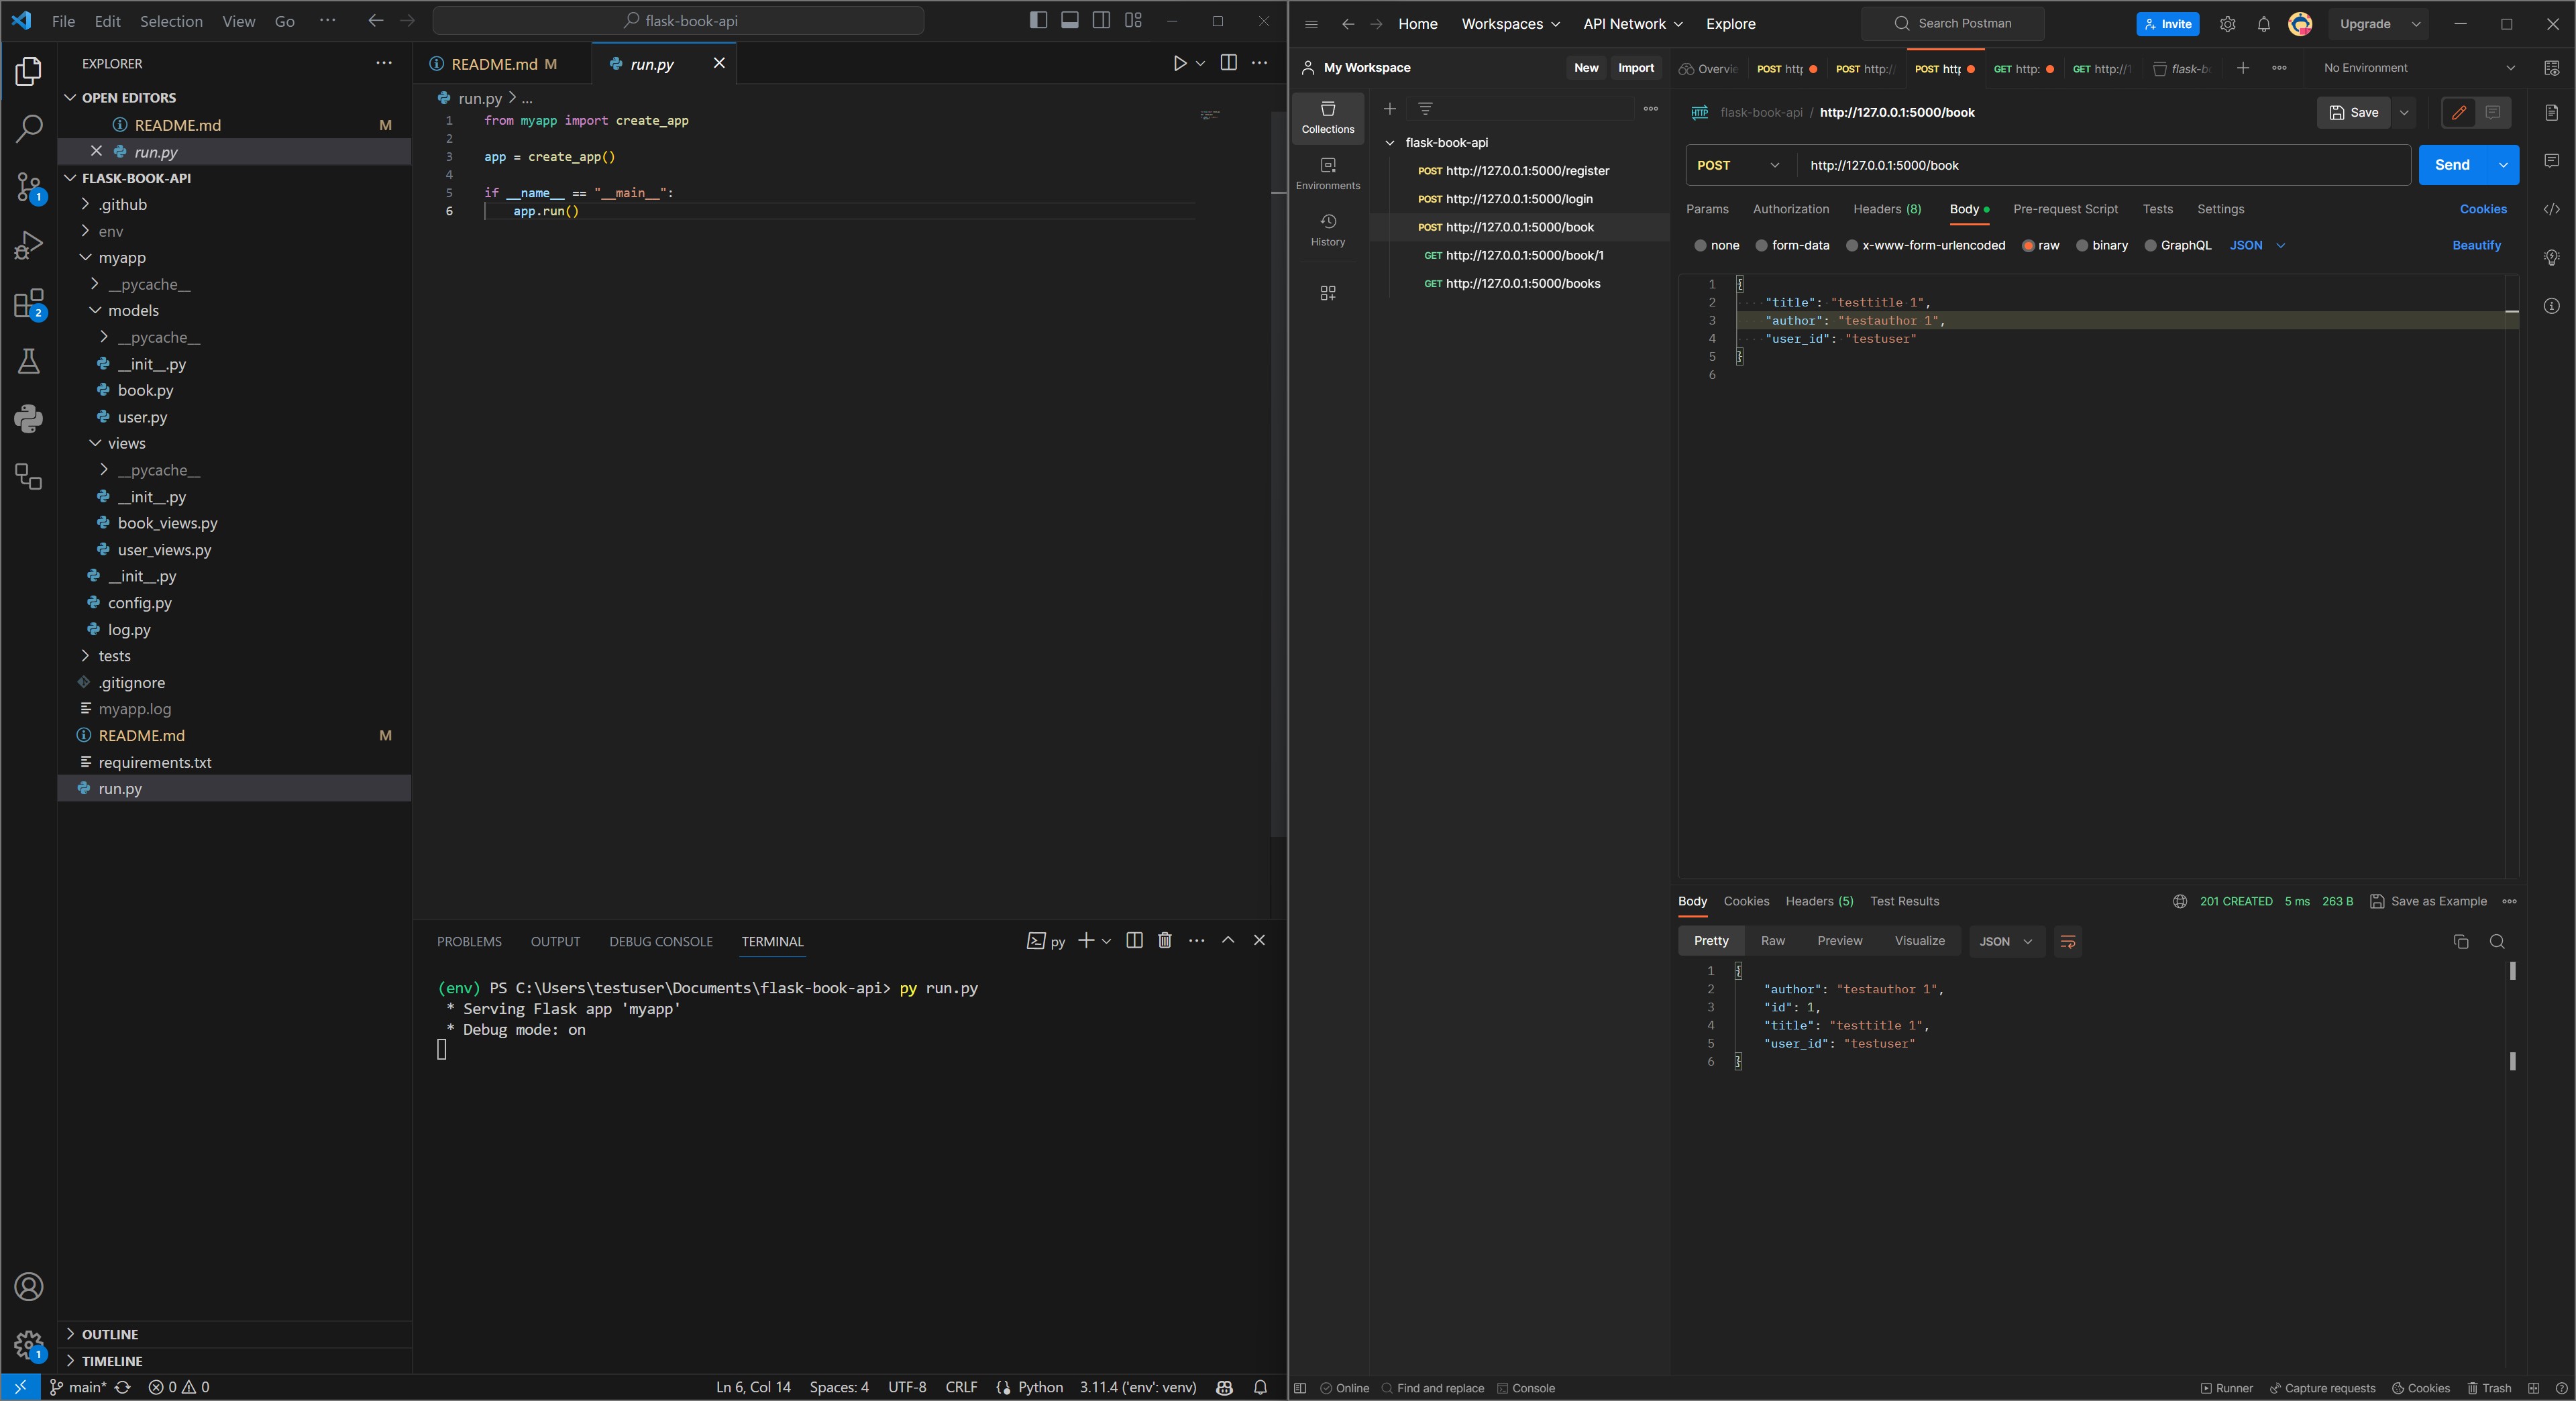 File Edit Selection View Go ··· flask-book-api
EXPLORER
OPEN EDITORS
README.md M
run.py
FLASK-BOOK-API
.github
env
myapp
__pycache__
models
__pycache__
__init__.py
book.py
user.py
views
__pycache__
__init__.py
book_views.py
user_views.py
__init__.py
config.py
log.py
tests
.gitignore
myapp.log
README.md M
requirements.txt
run.py
OUTLINE
TIMELINE
1
2
1
README.md M run.py
run.py > ...
1 from myapp import create_app
2
3 app = create_app()
4
5 if __name__ == "__main__":
6 app.run()
PROBLEMS OUTPUT DEBUG CONSOLE TERMINAL py
(env) PS C:\Users\testuser\Documents\flask-book-api> py run.py
* Serving Flask app 'myapp'
* Debug mode: on
main* 0 0 Ln 6, Col 14 Spaces: 4 UTF-8 CRLF Python 3.11.4 ('env': venv)
Home Workspaces API Network Explore Search Postman Invite Upgrade
My Workspace New Import
Collections
Environments
History
flask-book-api
POST http://127.0.0.1:5000/register
POST http://127.0.0.1:5000/login
POST http://127.0.0.1:5000/book
GET http://127.0.0.1:5000/book/1
GET http://127.0.0.1:5000/books
Overvie POST http POST http:/ POST http GET http: GET http://1 flask-b No Environment
HTTP flask-book-api / http://127.0.0.1:5000/book Save
POST http://127.0.0.1:5000/book Send
Params Authorization Headers (8) Body Pre-request Script Tests Settings Cookies
none form-data x-www-form-urlencoded raw binary GraphQL JSON Beautify
1 {
2 "title": "testtitle 1",
3 "author": "testauthor 1",
4 "user_id": "testuser"
5 }
6
Body Cookies Headers (5) Test Results 201 CREATED 5 ms 263 B Save as Example
Pretty Raw Preview Visualize JSON
1 {
2 "author": "testauthor 1",
3 "id": 1,
4 "title": "testtitle 1",
5 "user_id": "testuser"
6 }
Online Find and replace Console Runner Capture requests Cookies Trash